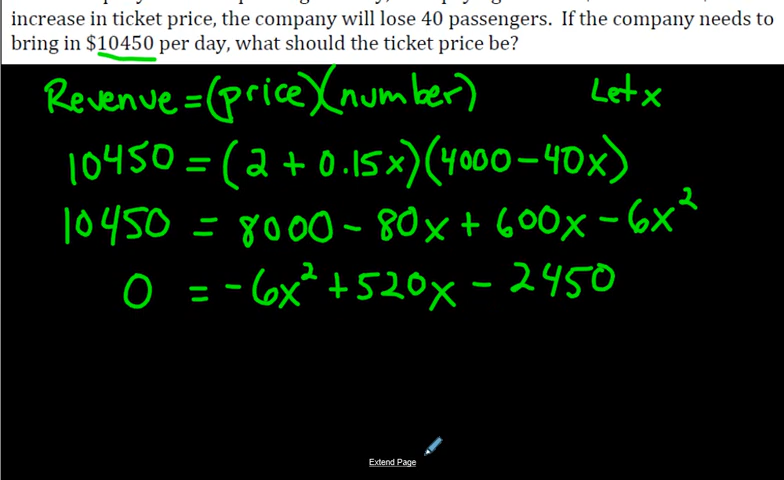 increase in ticket price, the company will lose 40 passengers. If the company needs to
bring in $10450 per day, what should the ticket price be?
Revenue=(price)(number) Let x
10450 = (2 + 0.15x)(4000-40x)
10450 = 8000 - 80x + 600x - 6x²
0 = -6x² + 520x - 2450
Extend Page